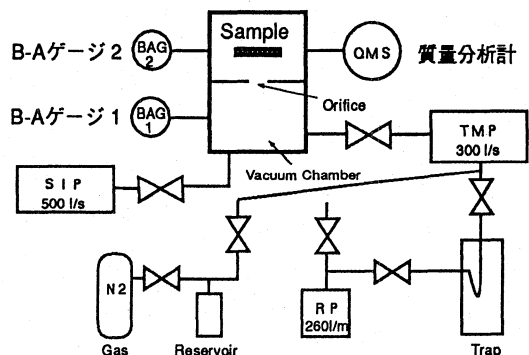 B-Aゲージ 2
BAG
2
Sample
QMS
質量分析計
B-Aゲージ 1
BAG
1
Orifice
TMP
300 l/s
Vacuum Chamber
SIP
500 l/s
N2
RP
260l/m
Gas
Reservoir
Trap